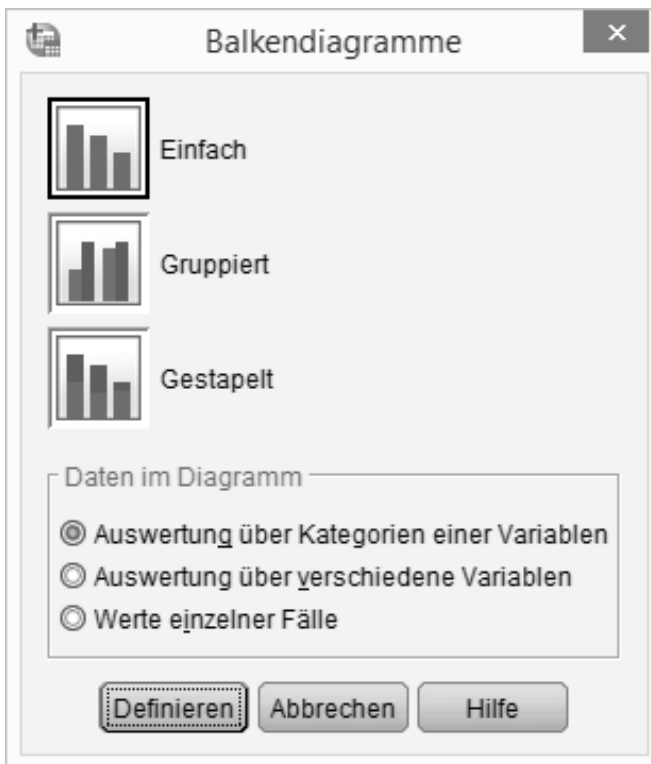 Balkendiagramme
Einfach
Gruppiert
Gestapelt
Daten im Diagramm
Auswertung über Kategorien einer Variablen
Auswertung über verschiedene Variablen
Werte einzelner Fälle
Definieren Abbrechen Hilfe